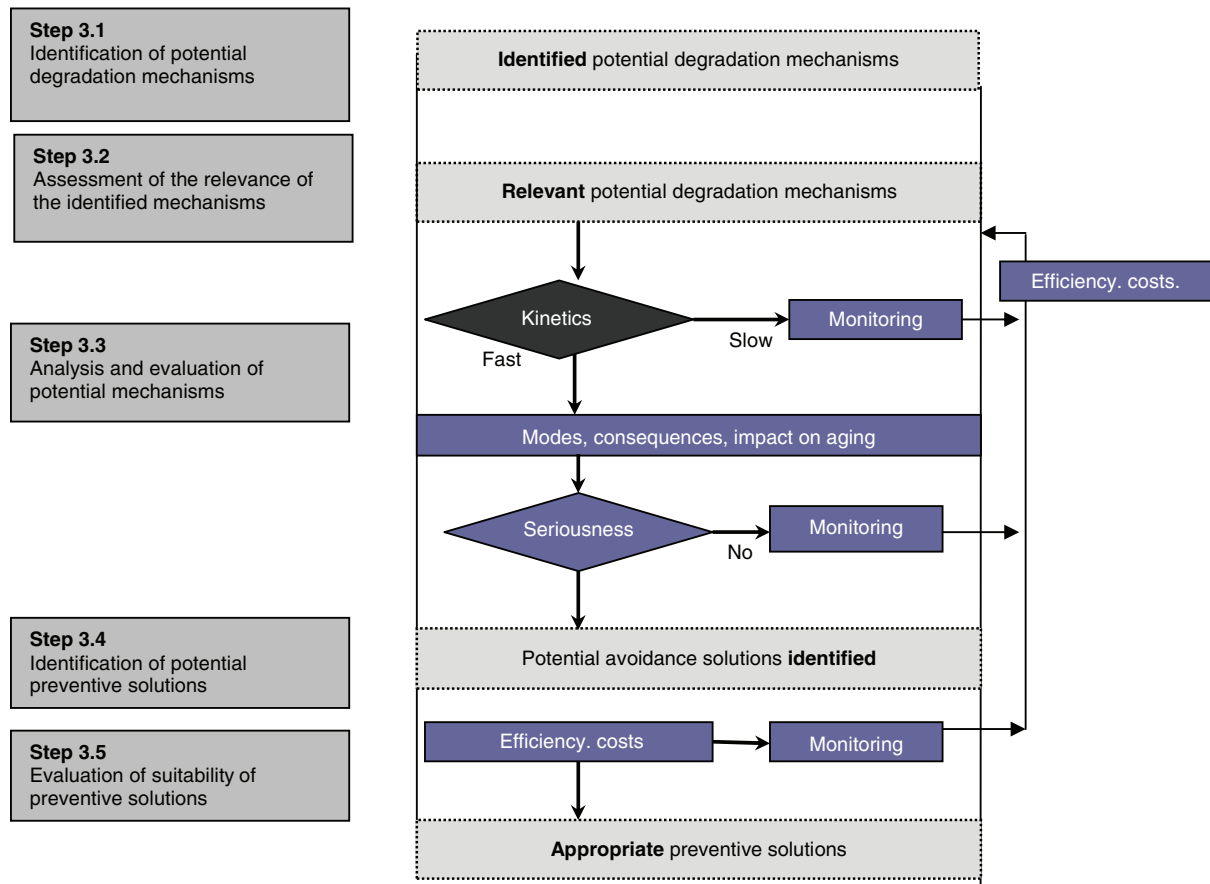 Step 3.1
Identification of potential
degradation mechanisms
Identified potential degradation mechanisms
Step 3.2
Assessment of the relevance of
the identified mechanisms
Relevant potential degradation mechanisms
Efficiency. costs.
Kinetics
Monitoring
Slow
Fast
Step 3.3
Analysis and evaluation of
potential mechanisms
Modes, consequences, impact on aging
Seriousness
Monitoring
No
Step 3.4
Identification of potential
preventive solutions
Potential avoidance solutions identified
Step 3.5
Evaluation of suitability of
preventive solutions
Efficiency. costs
Monitoring
Appropriate preventive solutions